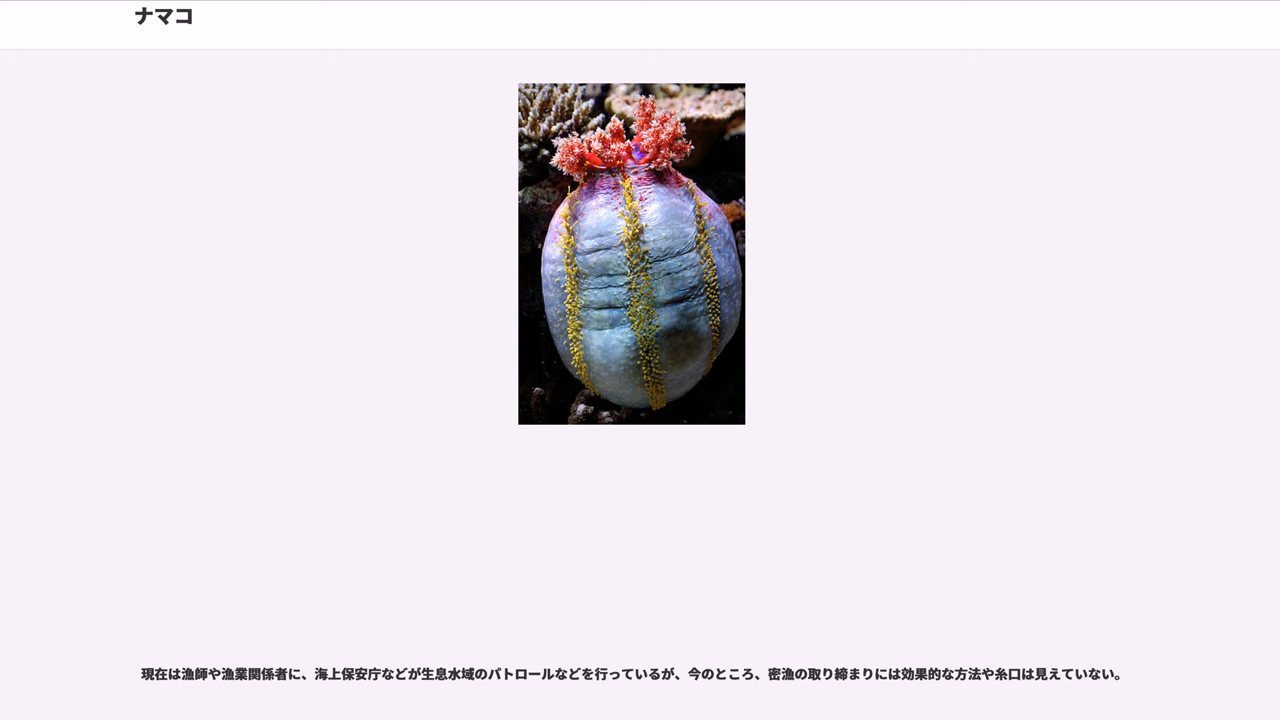 ナマコ
現在は漁師や漁業関係者に、海上保安庁などが生息水域のパトロールなどを行っているが、今のところ、密漁の取り締まりには効果的な方法や糸口は見えていない。